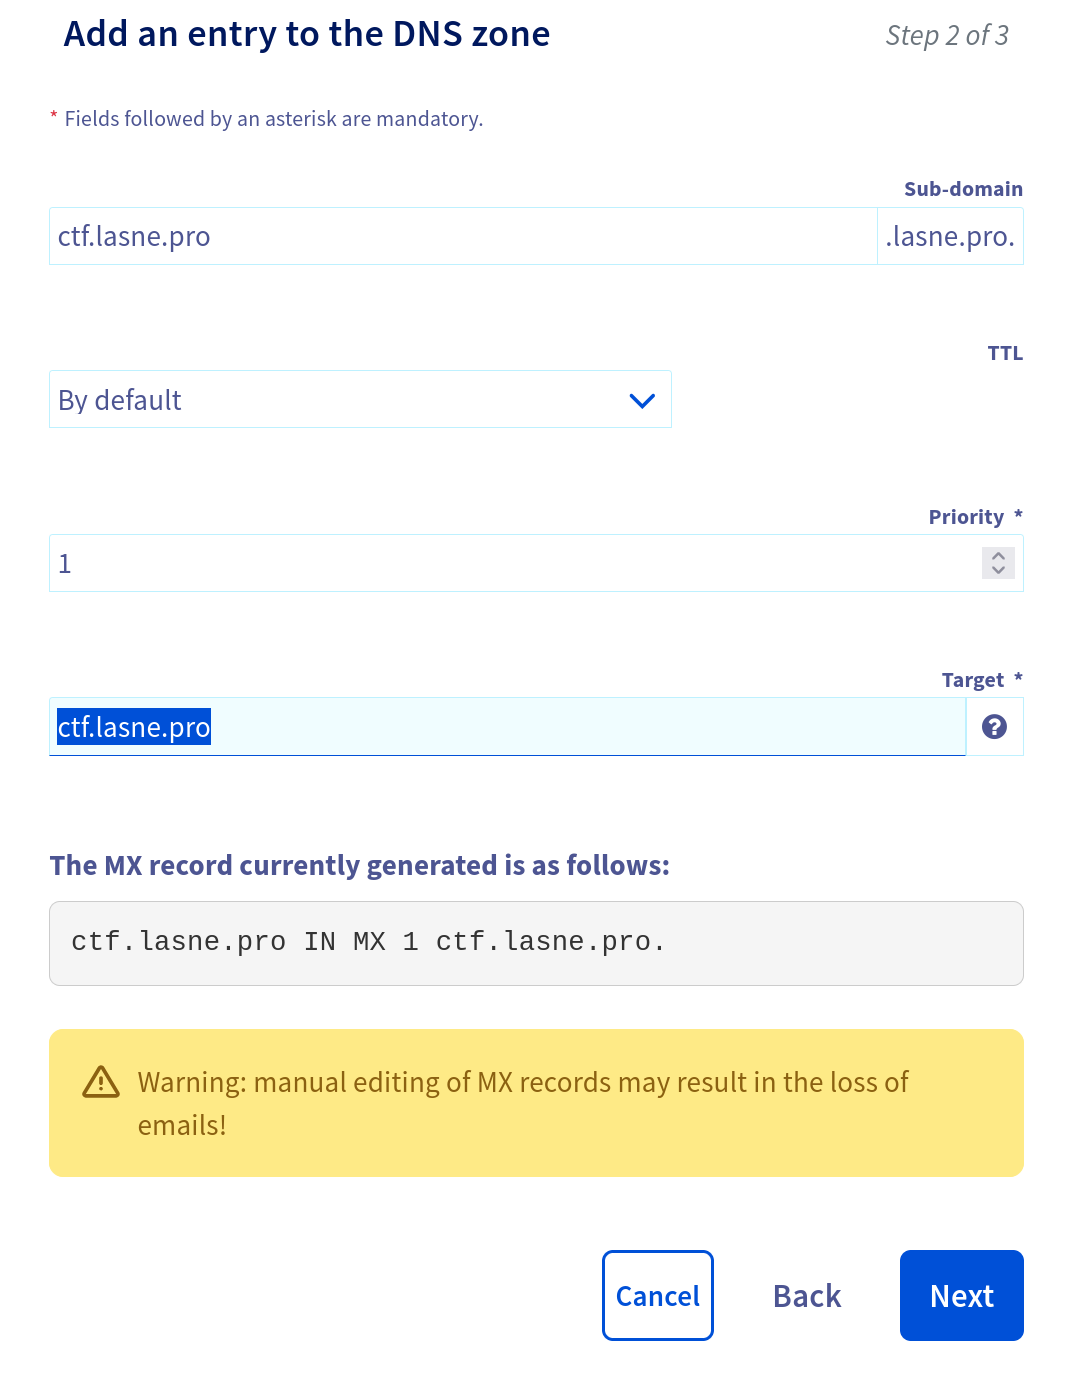 Add an entry to the DNS zone
Step 2 of 3
* Fields followed by an asterisk are mandatory.
Sub-domain
ctf.lasne.pro
.lasne.pro.
TTL
By default
Priority *
1
Target *
ctf.lasne.pro
?
The MX record currently generated is as follows:
ctf.lasne.pro IN MX 1 ctf.lasne.pro.
Warning: manual editing of MX records may result in the loss of
emails!
Cancel
Back
Next